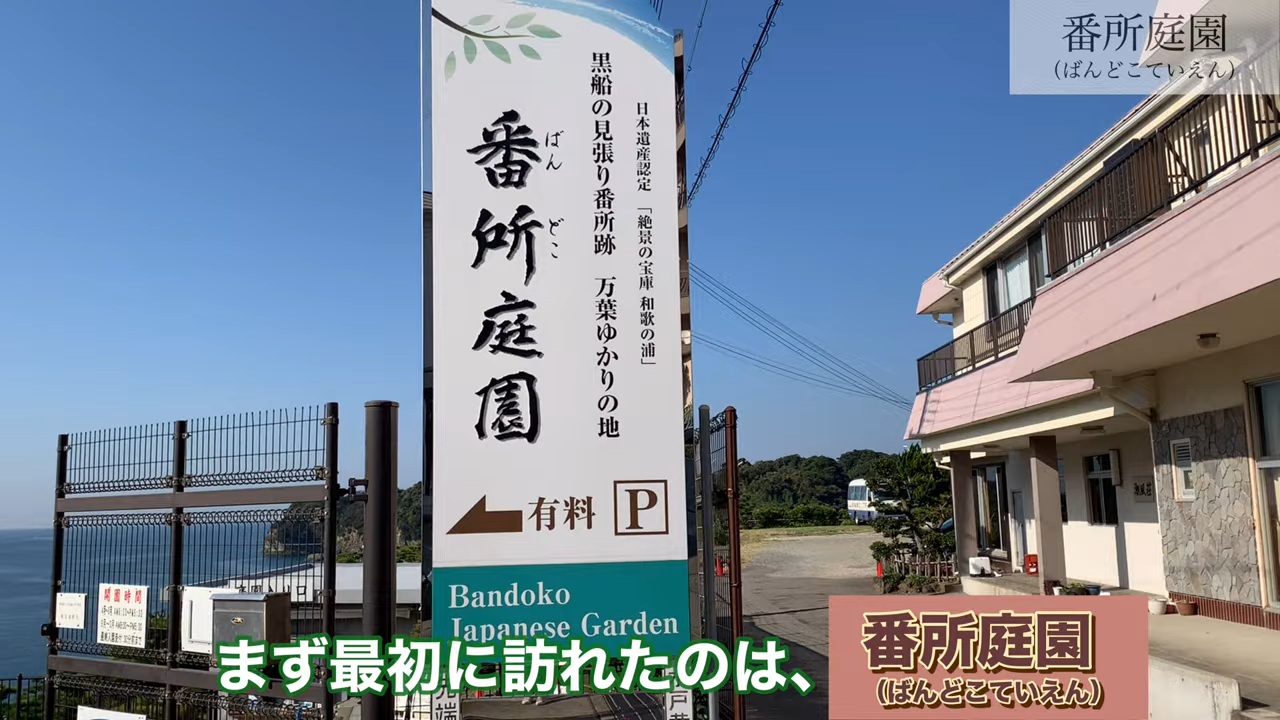 番所庭園
（ばんどこていえん）
日本遺産認定 「絶景の宝庫 和歌の浦」
黒船の見張り番所跡 万葉ゆかりの地
番所庭園
ばん
どこ
有料 P
Bandoko
Japanese Garden
開園時間
まず最初に訪れたのは、
番所庭園
（ばんどこていえん）